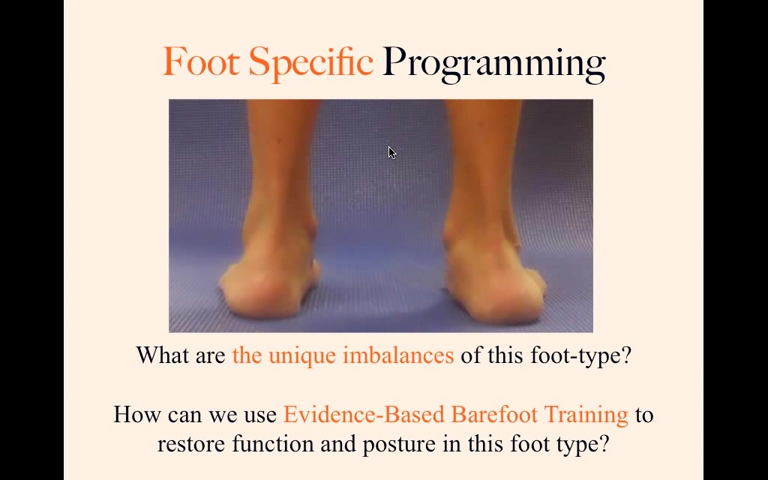 Foot Specific Programming
What are the unique imbalances of this foot-type?
How can we use Evidence-Based Barefoot Training to
restore function and posture in this foot type?